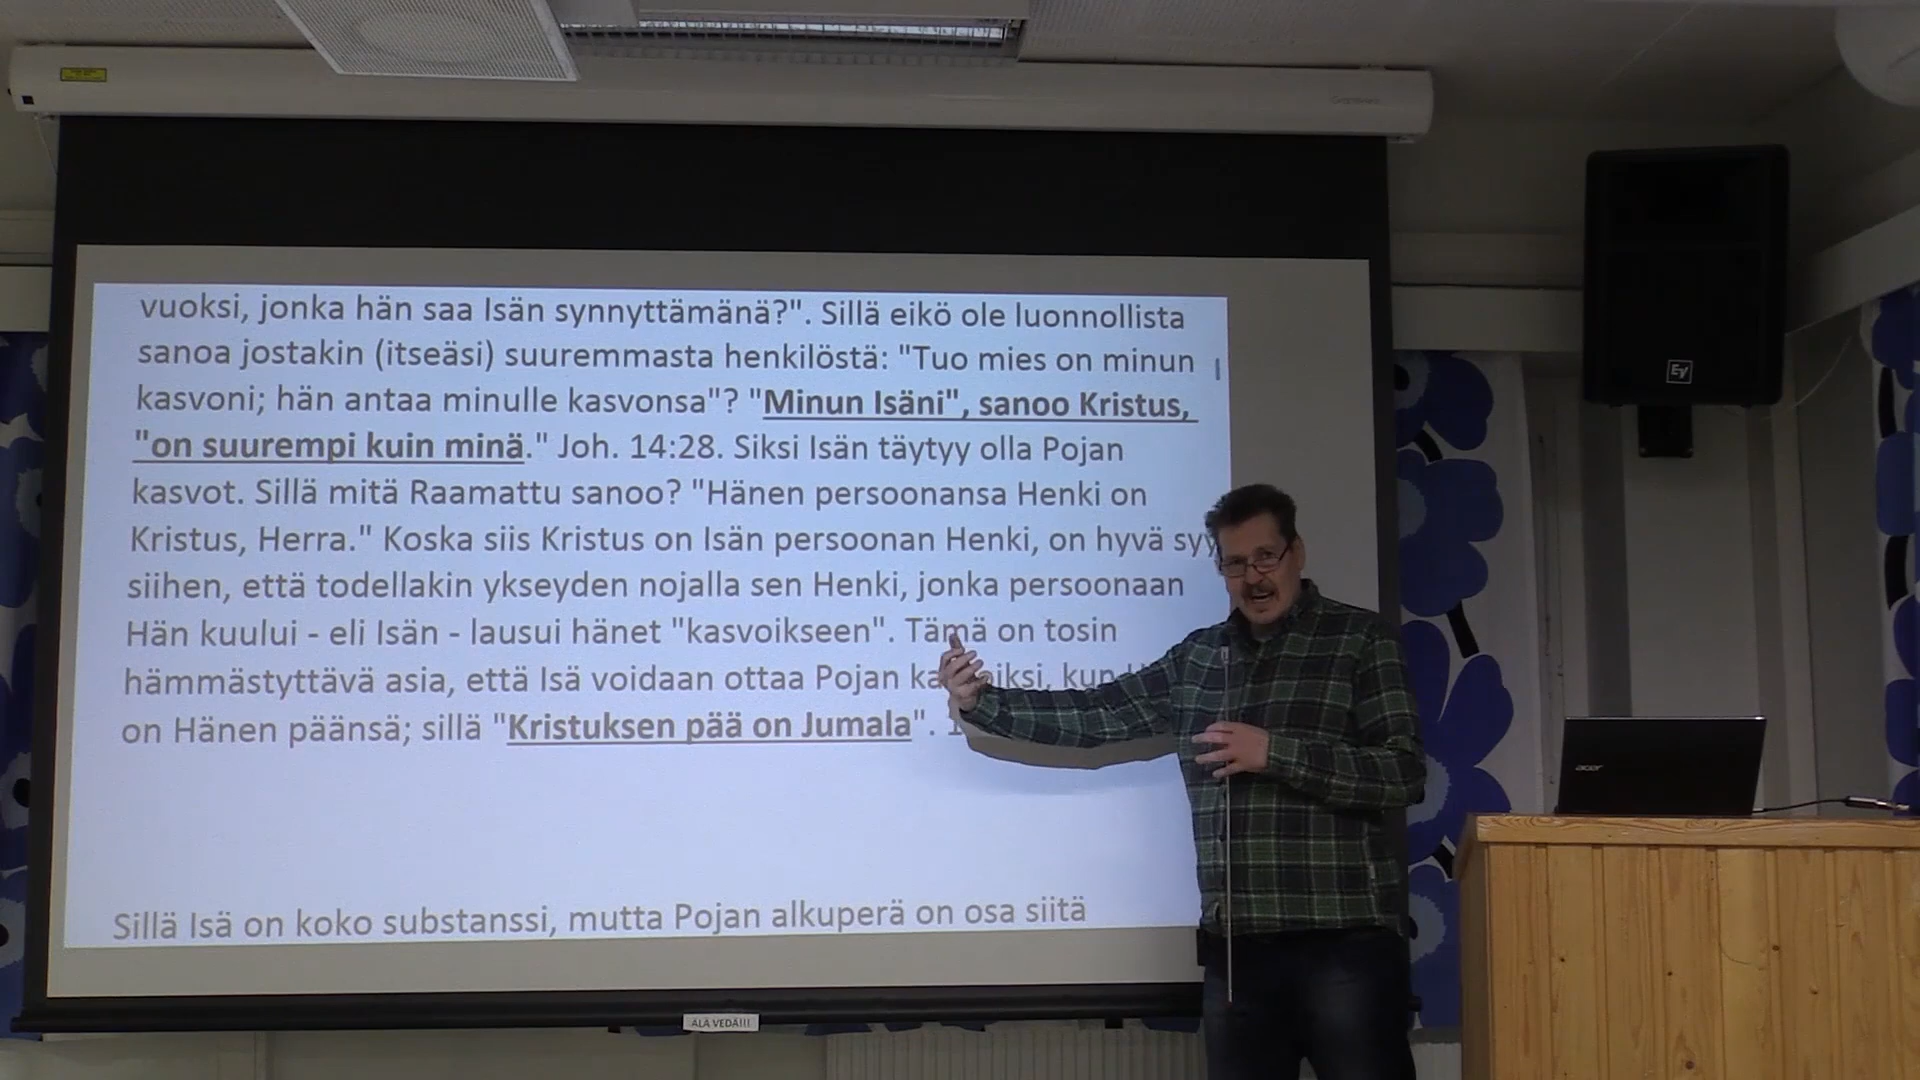 vuoksi, jonka hän saa Isän synnyttämänä?". Sillä eikö ole luonnollista
sanoa jostakin (itseäsi) suuremmasta henkilöstä: "Tuo mies on minun
kasvoni; hän antaa minulle kasvonsa"? "Minun Isäni", sanoo Kristus,
"on suurempi kuin minä." Joh. 14:28. Siksi Isän täytyy olla Pojan
kasvot. Sillä mitä Raamattu sanoo? "Hänen persoonansa Henki on
Kristus, Herra." Koska siis Kristus on Isän persoonan Henki, on hyvä syy
siihen, että todellakin ykseyden nojalla sen Henki, jonka persoonaan
Hän kuului - eli Isän - lausui hänet "kasvoikseen". Tämä on tosin
hämmästyttävä asia, että Isä voidaan ottaa Pojan kun
on Hänen päänsä; sillä "Kristuksen pää on Jumala".
Sillä Isä on koko substanssi, mutta Pojan alkuperä on osa siitä
ÄLÄ VEDÄ!!!
EV
acer